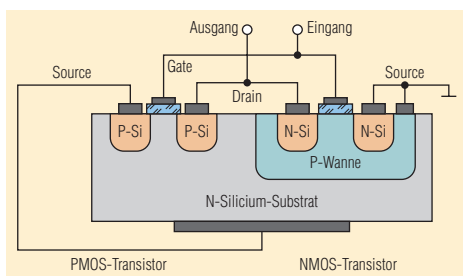 Ausgang Eingang
Source Gate Source
Drain
P-Si P-Si N-Si N-Si
P-Wanne
N-Silicium-Substrat
PMOS-Transistor NMOS-Transistor